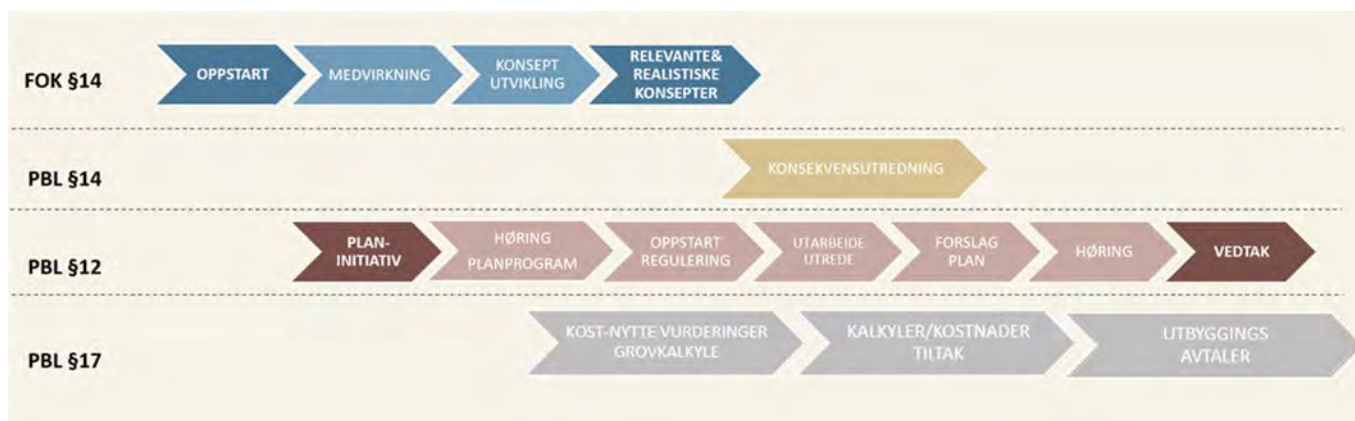 FOK §14
OPPSTART
MEDVIRKNING
KONSEPT
UTVIKLING
RELEVANTE&
REALISTISKE
KONSEPTER
PBL §14
KONSEKVENSUTREDNING
PBL §12
PLAN-
INITIATIV
HØRING
PLANPROGRAM
OPPSTART
REGULERING
UTARBEIDE
UTREDE
FORSLAG
PLAN
HØRING
VEDTAK
PBL §17
KOST-NYTTE VURDERINGER
GROVKALKYLE
KALKYLER/KOSTNADER
TILTAK
UTBYGGINGS
AVTALER